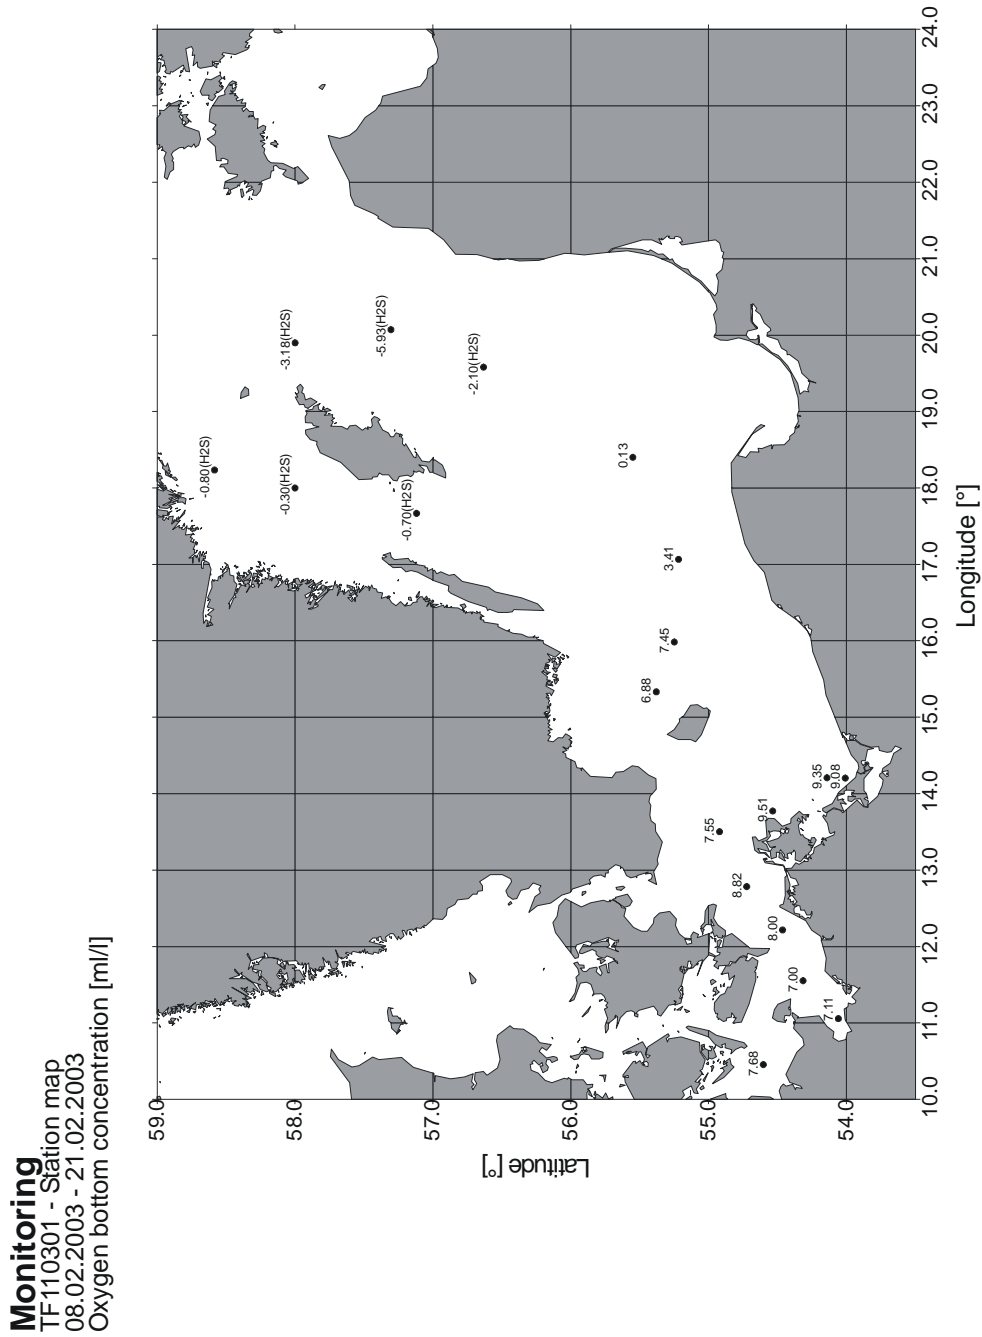 Monitoring
TF110301 - Station map
08.02.2003 - 21.02.2003
Oxygen bottom concentration [ml/l]
Latitude [°]
59.0
58.0
57.0
56.0
55.0
54.0
-0.80(H2S)
-3.18(H2S)
-0.30(H2S)
-5.93(H2S)
-0.70(H2S)
-2.10(H2S)
0.13
3.41
7.45
6.88
9.35
9.08
9.51
7.55
8.82
8.00
7.00
7.11
7.68
10.0
11.0
12.0
13.0
14.0
15.0
16.0
17.0
18.0
19.0
20.0
21.0
22.0
23.0
24.0
Longitude [°]